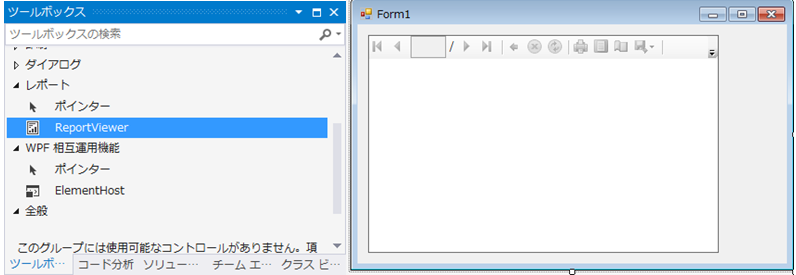 ツールボックス
ツールボックスの検索
ダイアログ
レポート
ポインター
ReportViewer
WPF 相互運用機能
ポインター
ElementHost
全般
このグループには使用可能なコントロールがありません。項
ツールボ… コード分析 ソリュー… チーム エ… クラス ビ…
Form1
/